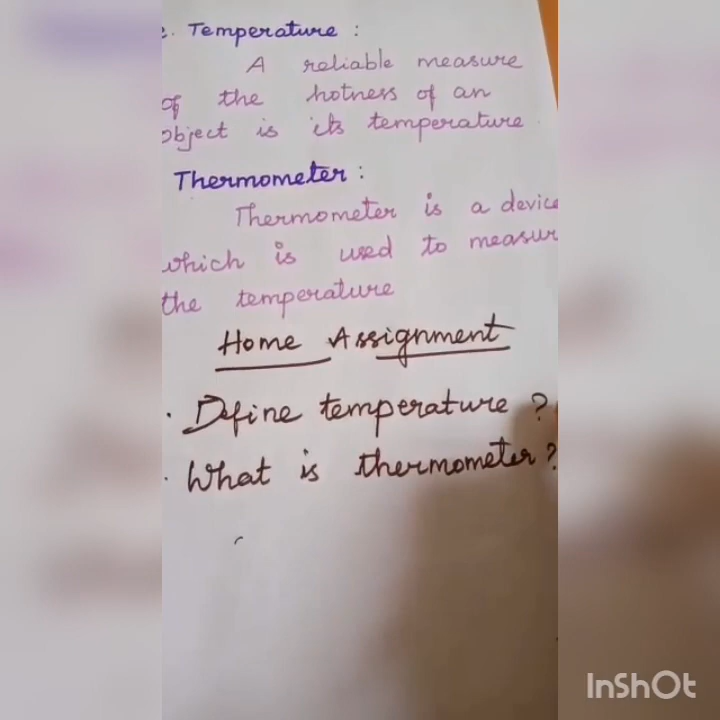 . Temperature :
A reliable measure
of the hotness of an
object is its temperature
Thermometer :
Thermometer is a device
which is used to measur
the temperature
Home Assignment
. Define temperature ?
. What is thermometer ?
InShOt